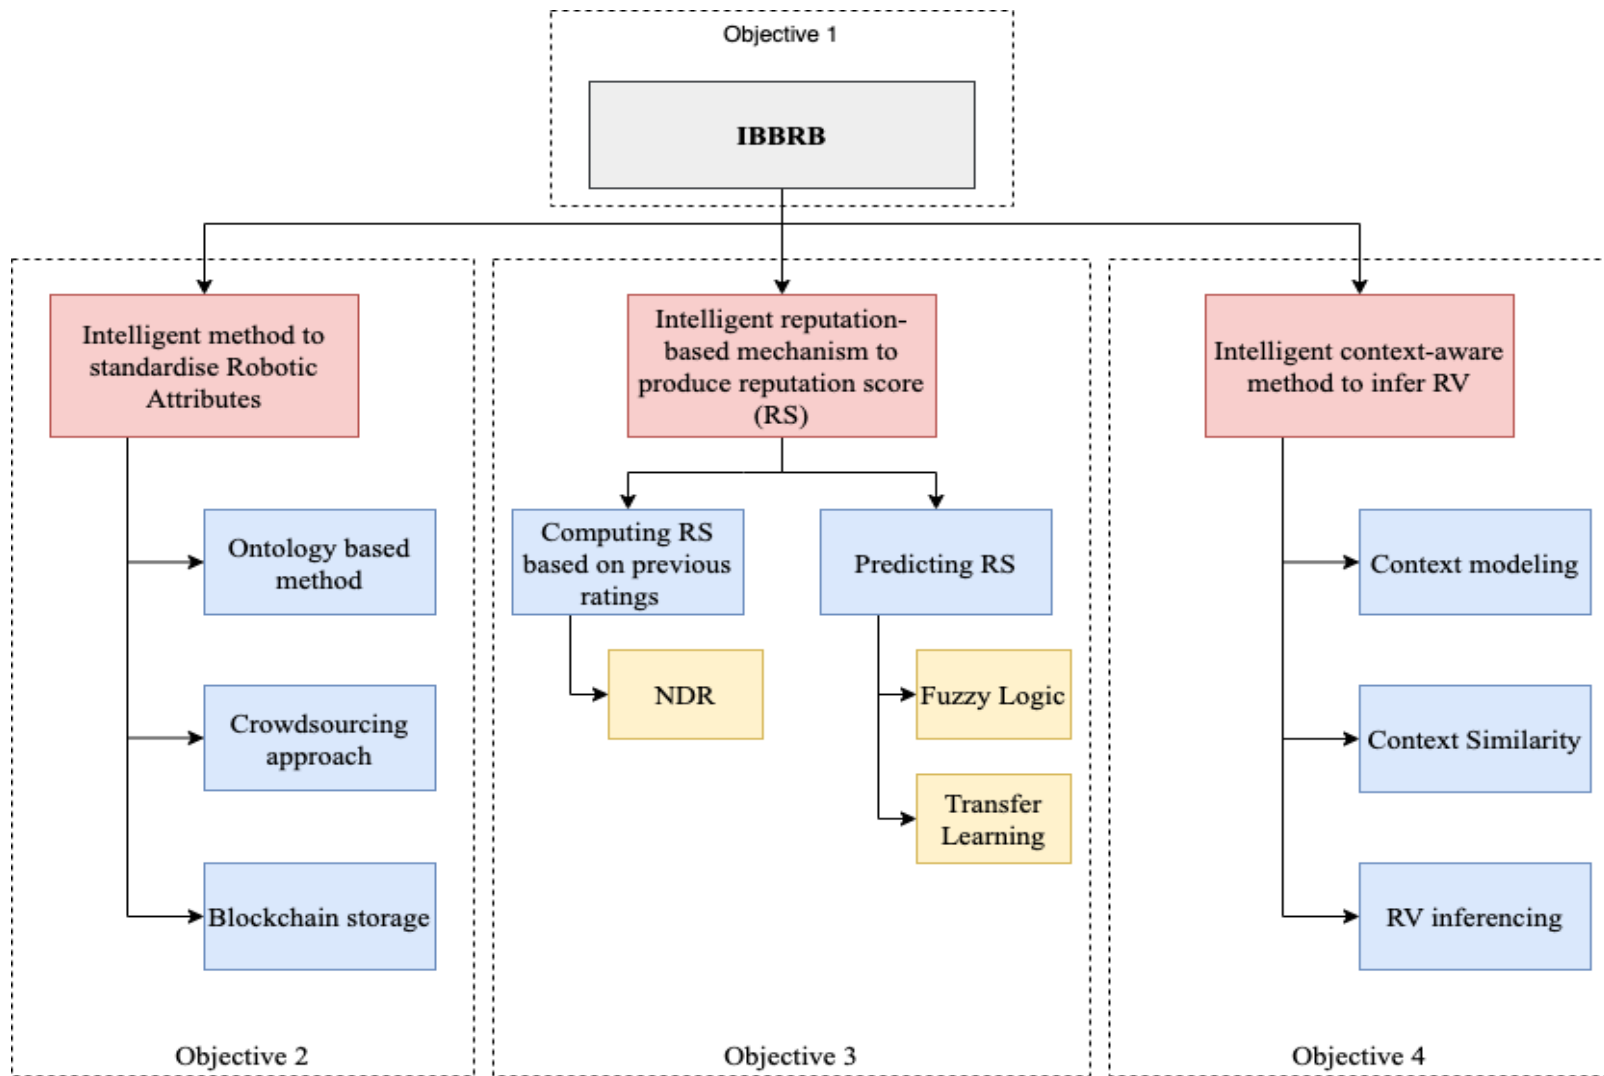 Objective 1
IBBRB
Intelligent method to
standardise Robotic
Attributes
Ontology based
method
Crowdsourcing
approach
Blockchain storage
Objective 2
Intelligent reputation-
based mechanism to
produce reputation score
(RS)
Computing RS
based on previous
ratings
NDR
Predicting RS
Fuzzy Logic
Transfer
Learning
Objective 3
Intelligent context-aware
method to infer RV
Context modeling
Context Similarity
RV inferencing
Objective 4